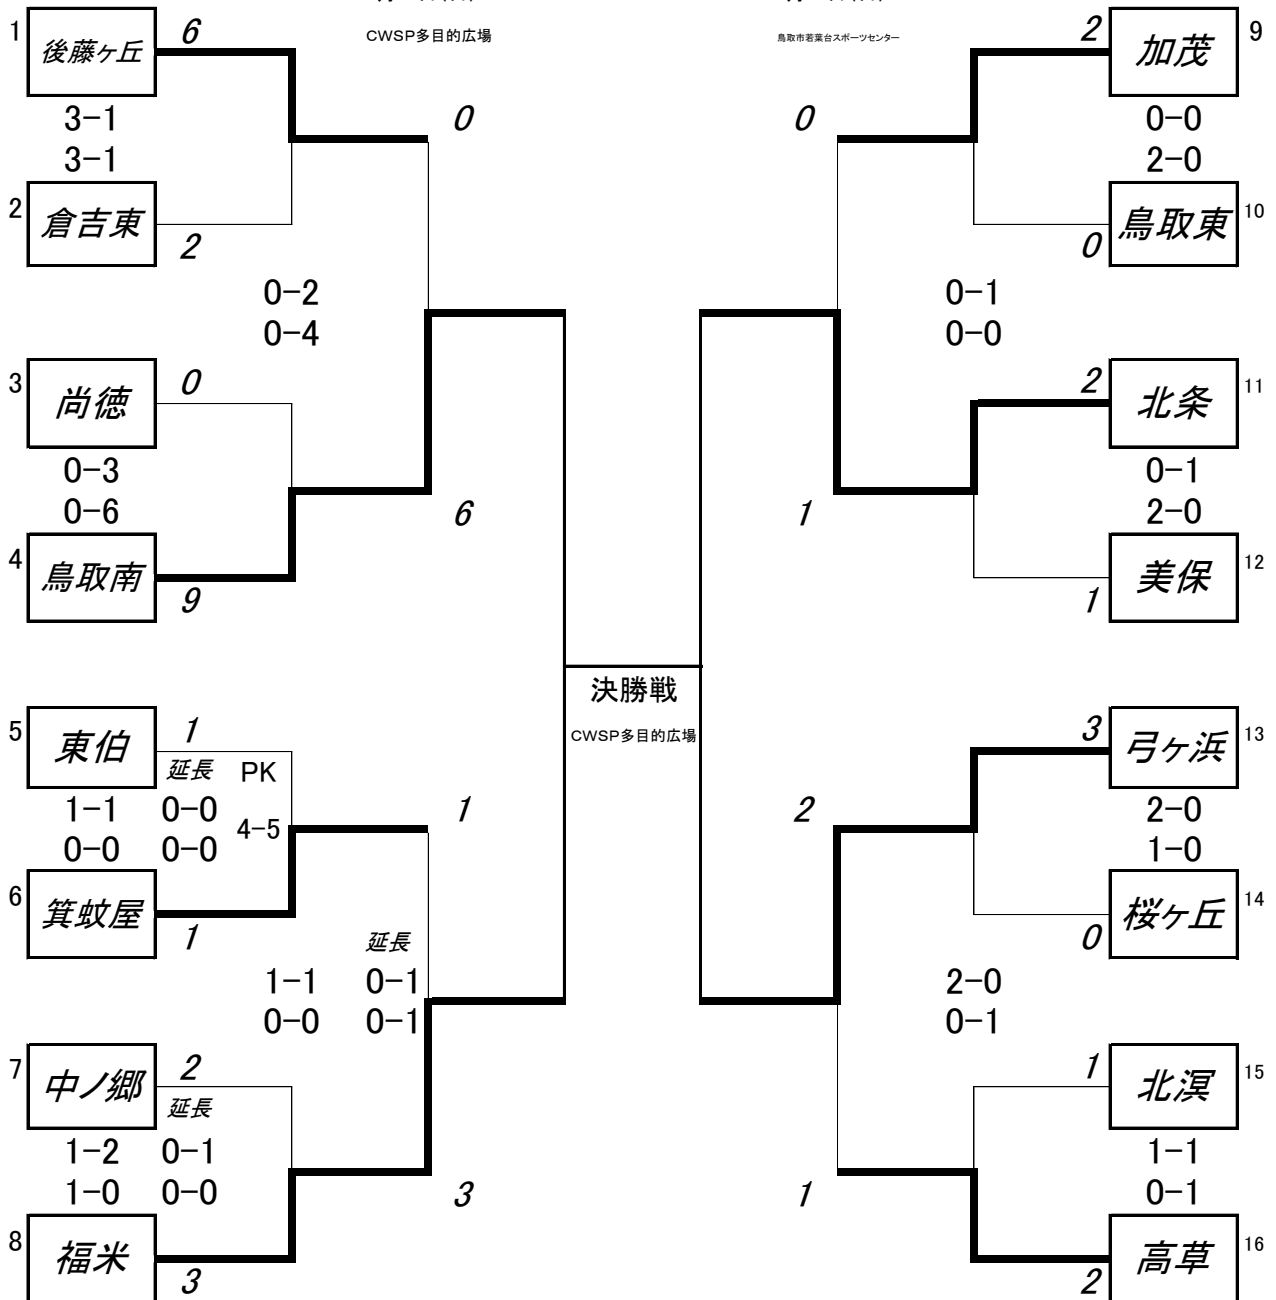 CWSP多目的広場
鳥取市若葉台スポーツセンター
1
後藤ヶ丘
6
3-1
3-1
2
倉吉東
2
0
0-2
0-4
3
尚徳
0
0-3
0-6
4
鳥取南
9
6
5
東伯
1
延長
PK
1-1
0-0
4-5
0-0
0-0
6
箕蚊屋
1
1
延長
1-1
0-1
0-0
0-1
7
中ノ郷
2
延長
1-2
0-1
1-0
0-0
8
福米
3
3
決勝戦
CWSP多目的広場
2
加茂
9
0
0-0
2-0
鳥取東
10
0
0-1
0-0
2
北条
11
0-1
2-0
1
美保
12
1
3
弓ヶ浜
13
2
2-0
1-0
桜ヶ丘
14
0
2-0
0-1
1
北溟
15
1-1
0-1
1
高草
16
2